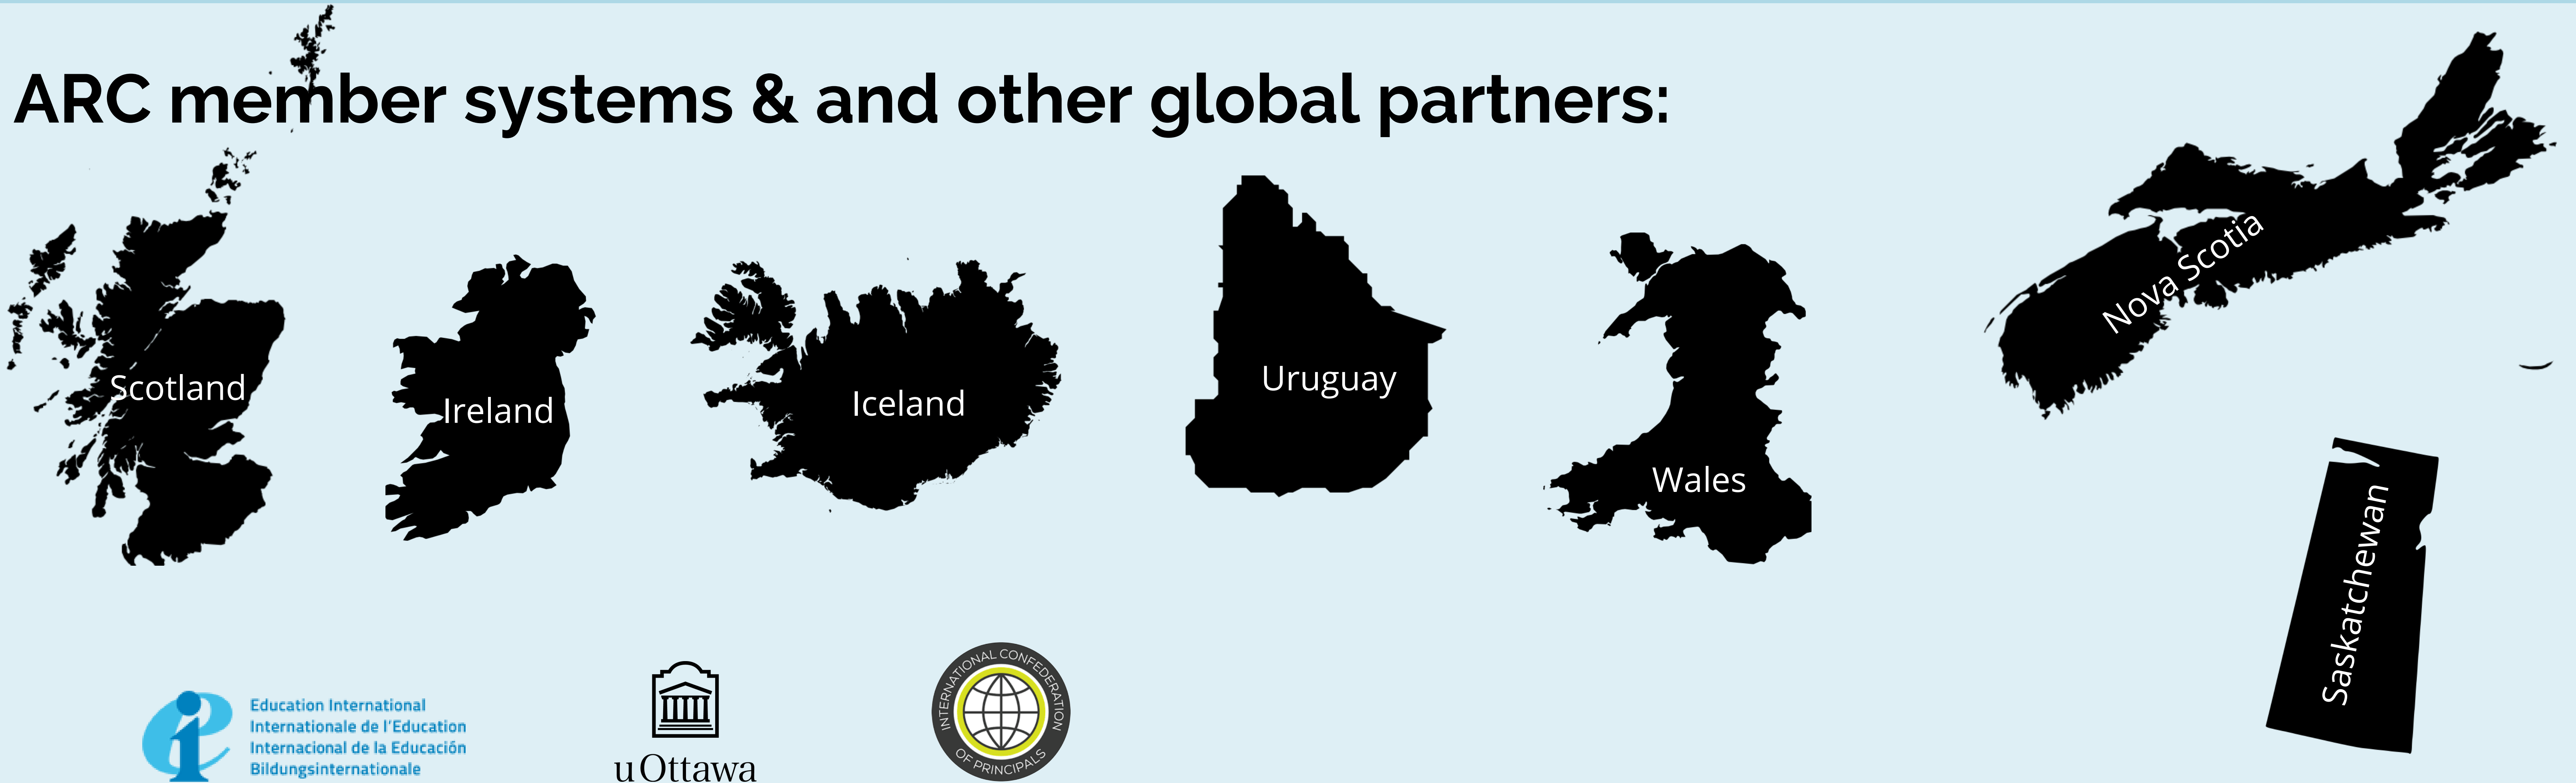 ARC member systems & and other global partners:
Scotland
Ireland
Iceland
Uruguay
Wales
Nova Scotia
Saskatchewan
Education International
Internationale de l'Education
Internacional de la Educación
Bildungsinternationale
uOttawa
INTERNATIONAL CONFEDERATION
OF PRINCIPALS